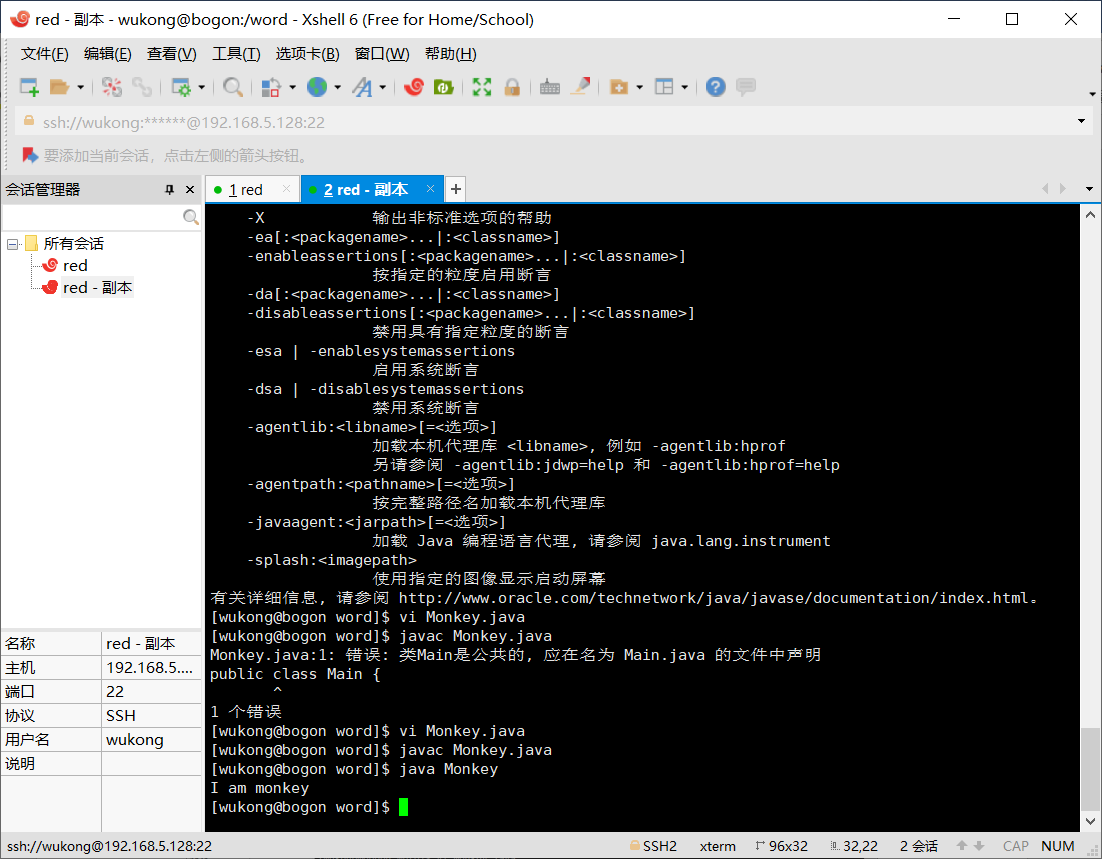 red - 副本 - wukong@bogon:/word - Xshell 6 (Free for Home/School)
文件(F) 编辑(E) 查看(V) 工具(T) 选项卡(B) 窗口(W) 帮助(H)
ssh://wukong:******@192.168.5.128:22
要添加当前会话，点击左侧的箭头按钮。
会话管理器
所有会话
red
red - 副本
名称 red - 副本
主机 192.168.5....
端口 22
协议 SSH
用户名 wukong
说明
1 red 2 red - 副本
-X 输出非标准选项的帮助
-ea[:<packagename>...|:<classname>]
-enableassertions[:<packagename>...|:<classname>]
按指定的粒度启用断言
-da[:<packagename>...|:<classname>]
-disableassertions[:<packagename>...|:<classname>]
禁用具有指定粒度的断言
-esa | -enablesystemassertions
启用系统断言
-dsa | -disablesystemassertions
禁用系统断言
-agentlib:<libname>[=<选项>]
加载本机代理库 <libname>, 例如 -agentlib:hprof
另请参阅 -agentlib:jdwp=help 和 -agentlib:hprof=help
-agentpath:<pathname>[=<选项>]
按完整路径名加载本机代理库
-javaagent:<jarpath>[=<选项>]
加载 Java 编程语言代理, 请参阅 java.lang.instrument
-splash:<imagepath>
使用指定的图像显示启动屏幕
有关详细信息, 请参阅 http://www.oracle.com/technetwork/java/javase/documentation/index.html。
[wukong@bogon word]$ vi Monkey.java
[wukong@bogon word]$ javac Monkey.java
Monkey.java:1: 错误: 类Main是公共的, 应在名为 Main.java 的文件中声明
public class Main {
^
1 个错误
[wukong@bogon word]$ vi Monkey.java
[wukong@bogon word]$ javac Monkey.java
[wukong@bogon word]$ java Monkey
I am monkey
[wukong@bogon word]$
ssh://wukong@192.168.5.128:22 SSH2 xterm 96x32 32,22 2 会话 CAP NUM